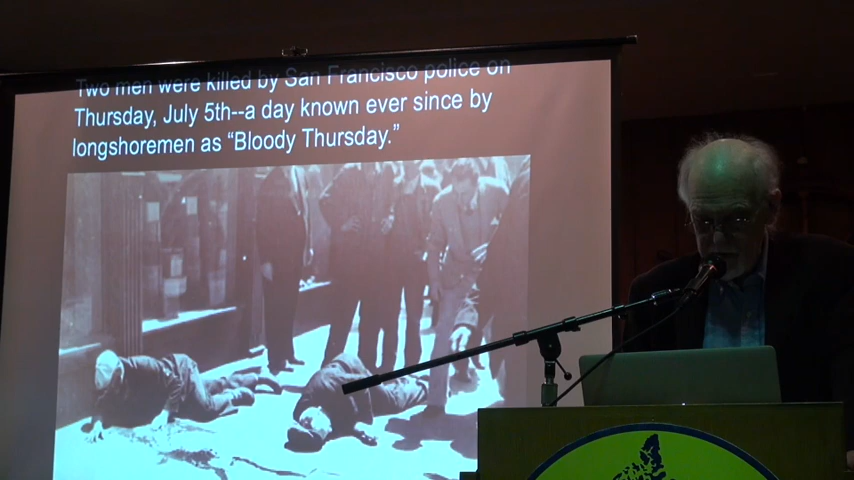 Two men were killed by San Francisco police on
Thursday, July 5th--a day known ever since by
longshoremen as “Bloody Thursday.”